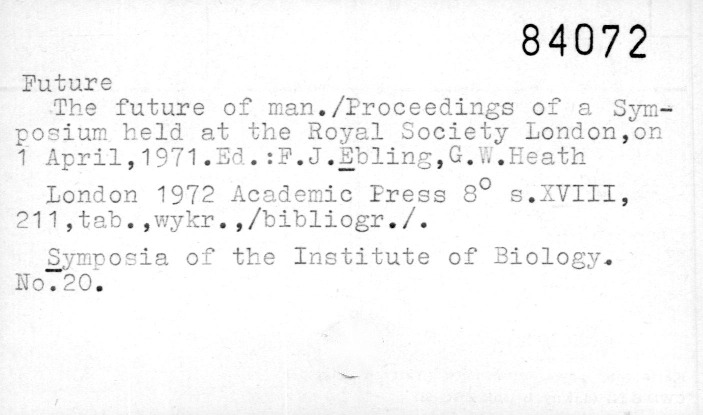 84072
Future
The future of man./Proceedings of a Sym-
posium held at the Royal Society London,on
1 April,1971.Ed.:F.J.Ebling,G.W.Heath
London 1972 Academic Press 8° s.XVIII,
211,tab.,wykr.,/bibliogr./.
Symposia of the Institute of Biology.
No.20.